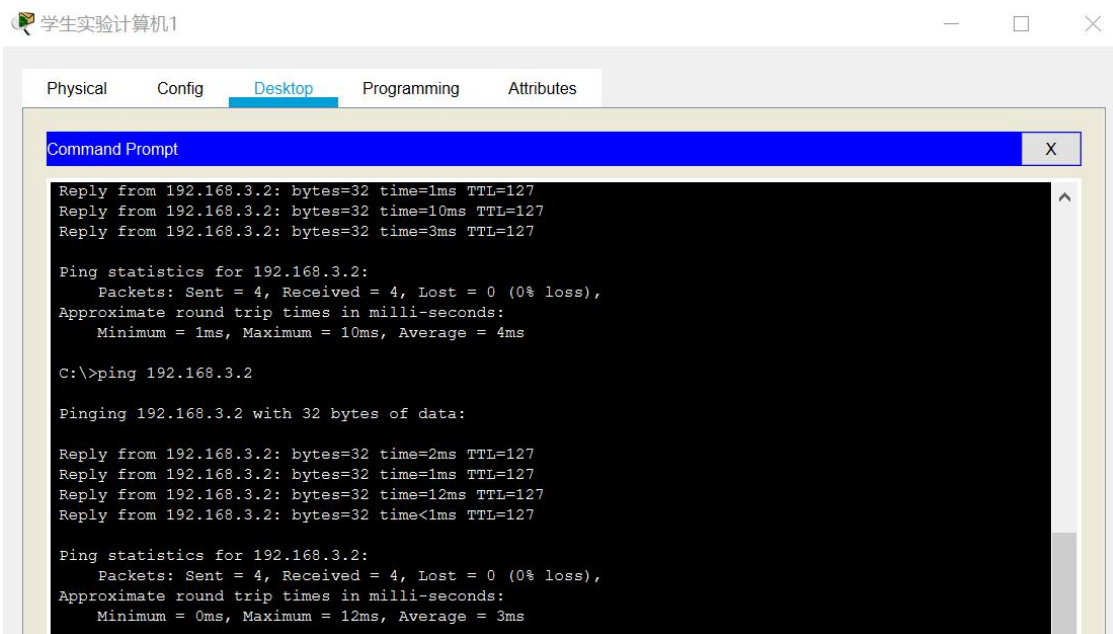 学生实验计算机1
Physical Config Desktop Programming Attributes
Command Prompt X
Reply from 192.168.3.2: bytes=32 time=1ms TTL=127
Reply from 192.168.3.2: bytes=32 time=10ms TTL=127
Reply from 192.168.3.2: bytes=32 time=3ms TTL=127
Ping statistics for 192.168.3.2:
Packets: Sent = 4, Received = 4, Lost = 0 (0% loss),
Approximate round trip times in milli-seconds:
Minimum = 1ms, Maximum = 10ms, Average = 4ms
C:\>ping 192.168.3.2
Pinging 192.168.3.2 with 32 bytes of data:
Reply from 192.168.3.2: bytes=32 time=2ms TTL=127
Reply from 192.168.3.2: bytes=32 time=1ms TTL=127
Reply from 192.168.3.2: bytes=32 time=12ms TTL=127
Reply from 192.168.3.2: bytes=32 time<1ms TTL=127
Ping statistics for 192.168.3.2:
Packets: Sent = 4, Received = 4, Lost = 0 (0% loss),
Approximate round trip times in milli-seconds:
Minimum = 0ms, Maximum = 12ms, Average = 3ms